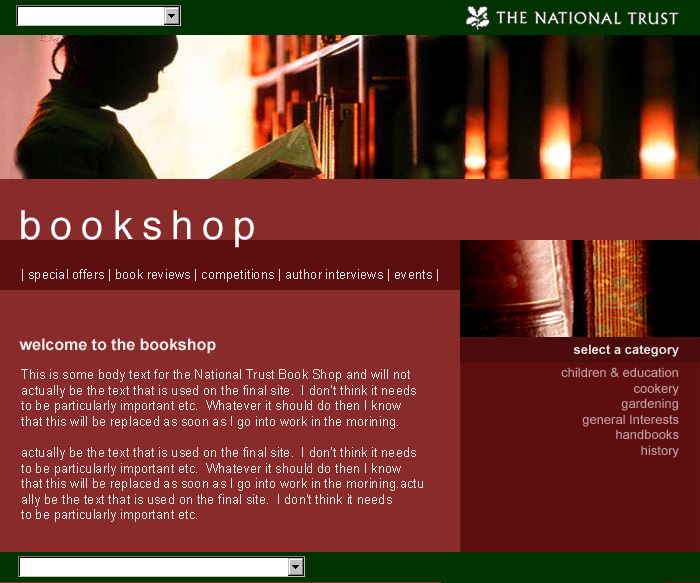 THE NATIONAL TRUST
bookshop
| special offers | book reviews | competitions | author interviews | events |
welcome to the bookshop
This is some body text for the National Trust Book Shop and will not
actually be the text that is used on the final site. I don't think it needs
to be particularly important etc. Whatever it should do then I know
that this will be replaced as soon as I go into work in the morining.
actually be the text that is used on the final site. I don't think it needs
to be particularly important etc. Whatever it should do then I know
that this will be replaced as soon as I go into work in the morining.actu
ally be the text that is used on the final site. I don't think it needs
to be particularly important etc.
select a category
children & education
cookery
gardening
general Interests
handbooks
history